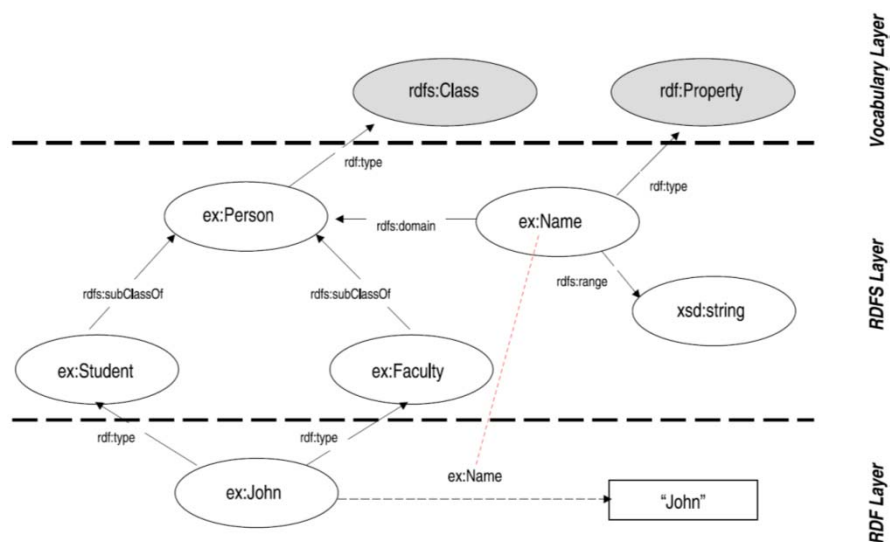 rdfs:Class
rdf:Property
Vocabulary Layer
rdf:type
rdf:type
ex:Person
rdfs:domain
ex:Name
rdfs:subClassOf
rdfs:subClassOf
rdfs:range
xsd:string
RDFS Layer
ex:Student
ex:Faculty
rdf:type
rdf:type
ex:Name
ex:John
"John"
RDF Layer